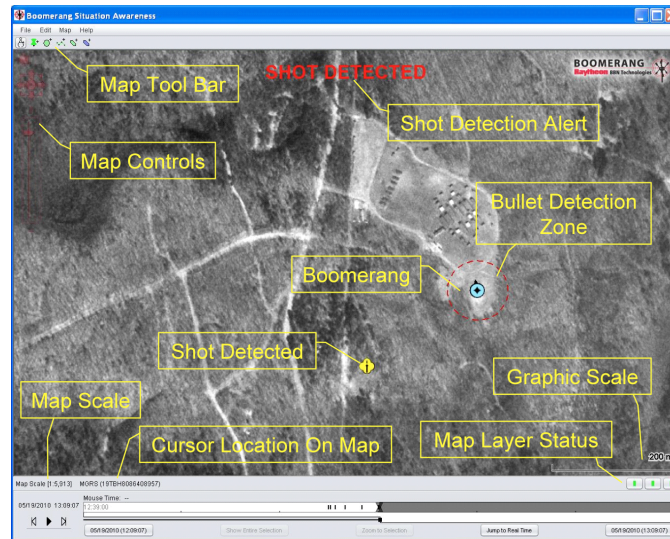 Boomerang Situation Awareness
File Edit Map Help
SHOT DETECTED
BOOMERANG
Raytheon BBN Technologies
Map Tool Bar
Shot Detection Alert
Map Controls
Bullet Detection
Zone
Boomerang
Shot Detected
Graphic Scale
Map Scale
Cursor Location On Map
Map Layer Status
200 m
Map Scale [1:5,913] MGRS (19TBH8086408957)
Mouse Time: --
05/19/2010 13:09:07
12:39:00
05/19/2010 (12:09:07)
Show Entire Selection
Zoom to Selection
Jump to Real Time
05/19/2010 (13:09:07)